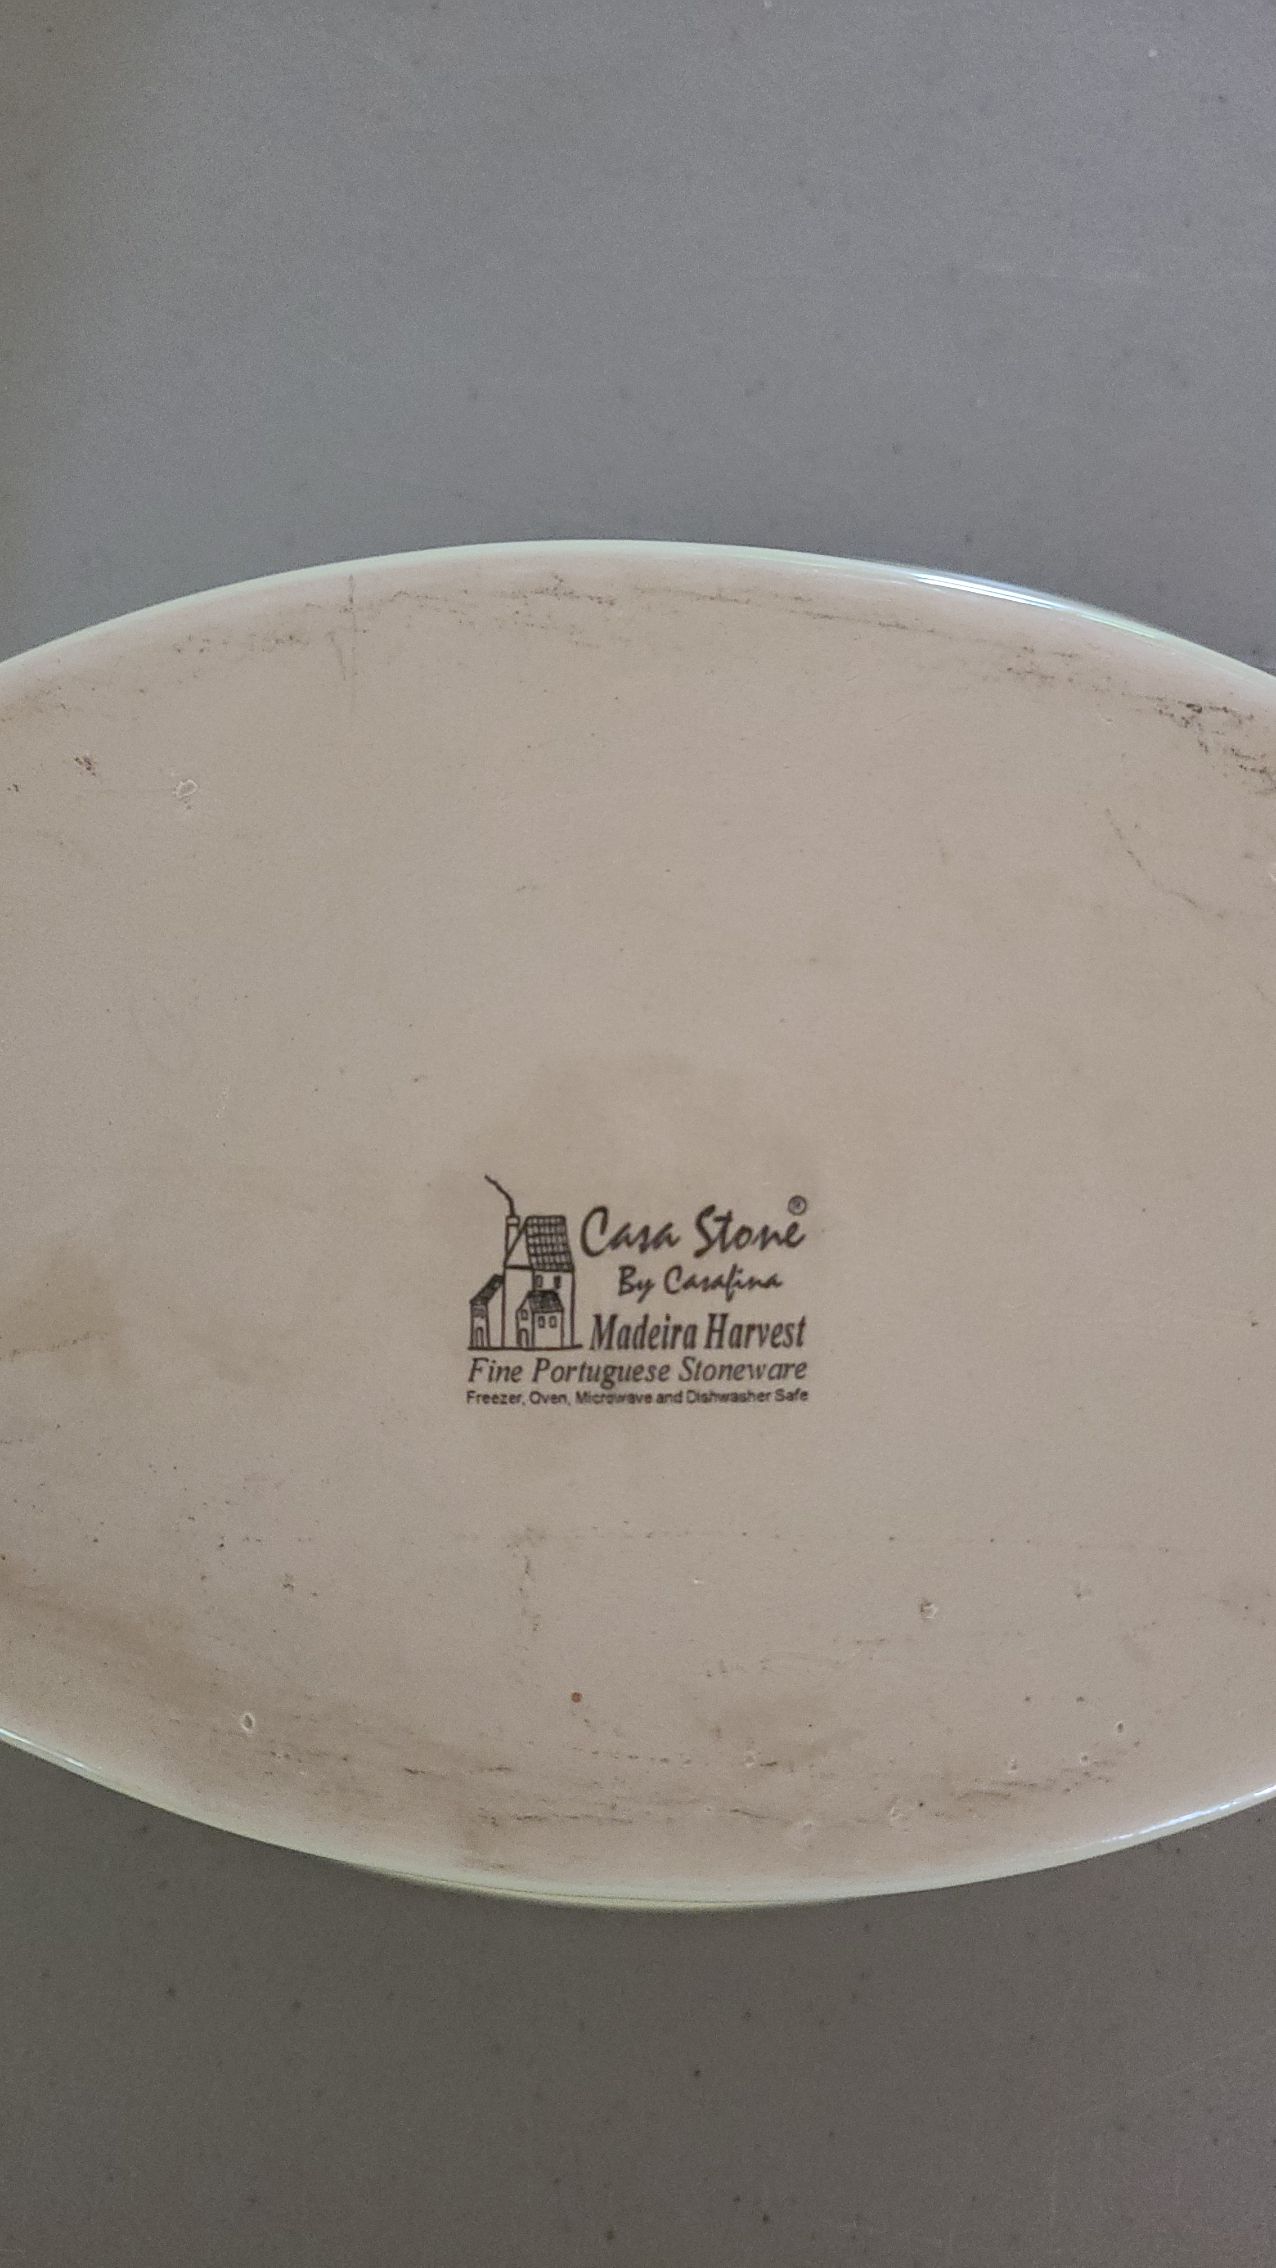 Casa Stone®
By Casafina
Madeira Harvest
Fine Portuguese Stoneware
Freezer, Oven, Microwave and Dishwasher Safe